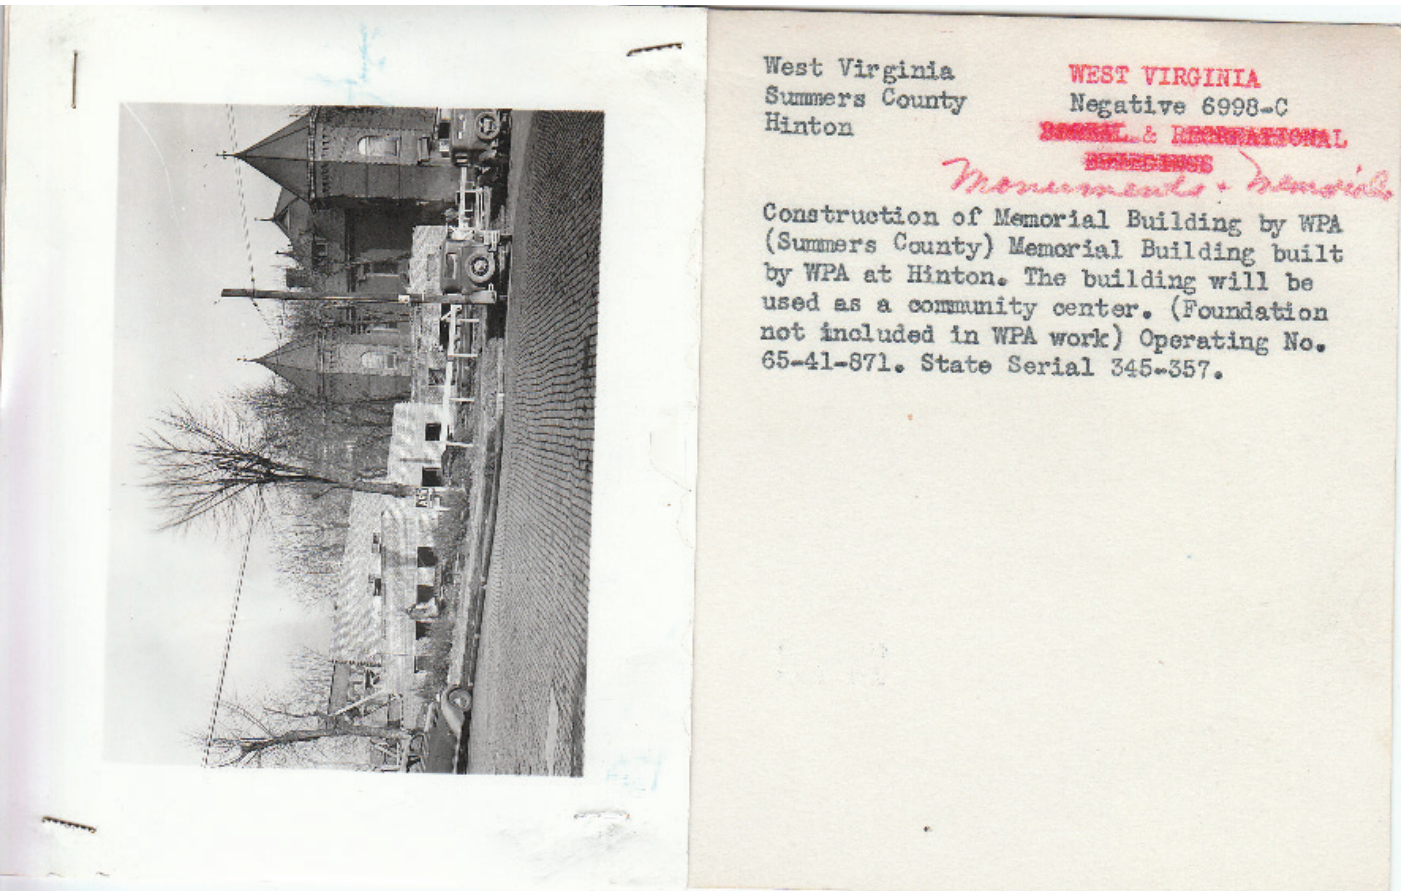 West Virginia
Summers County
Hinton
WEST VIRGINIA
Negative 6998-C
& RECREATIONAL
Monuments + Memorials
Construction of Memorial Building by WPA
(Summers County) Memorial Building built
by WPA at Hinton. The building will be
used as a community center. (Foundation
not included in WPA work) Operating No.
65-41-871. State Serial 345-357.